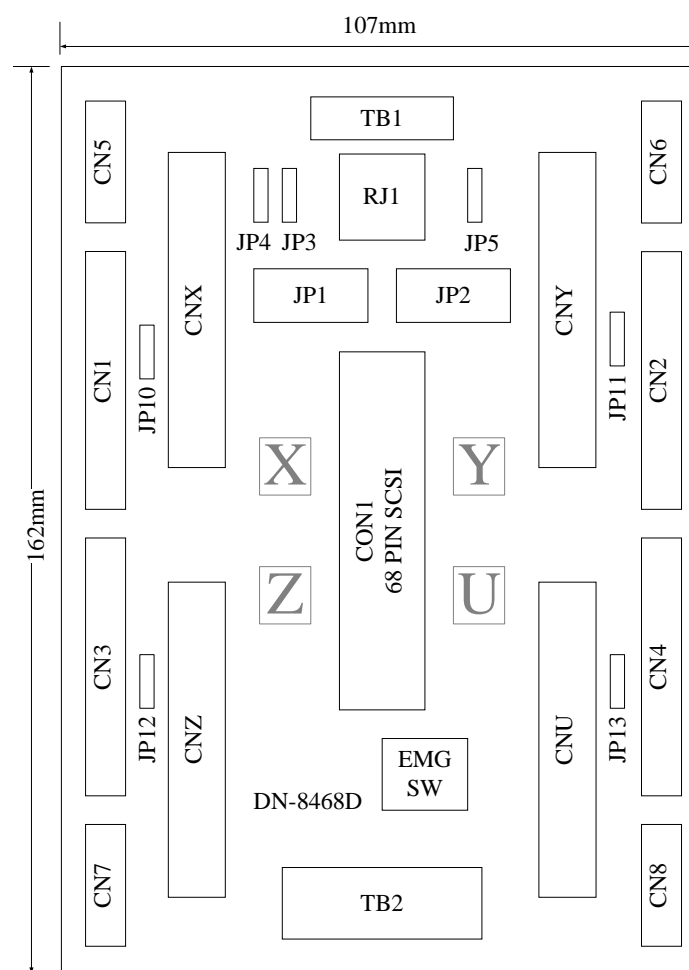 107mm
TB1
CN5
CN6
RJ1
CNX
CNY
JP4
JP3
JP5
JP1
JP2
CN1
CN2
JP10
JP11
X
Y
CON1
68 PIN SCSI
162mm
Z
U
CN3
CN4
JP12
JP13
CNZ
CNU
EMG
SW
DN-8468D
CN7
CN8
TB2